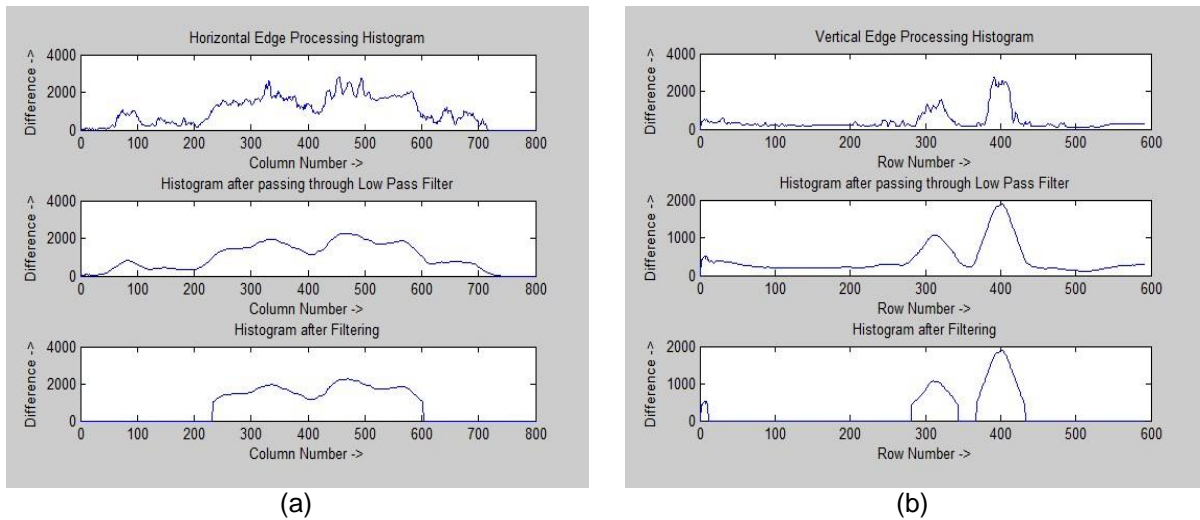 Horizontal Edge Processing Histogram
Difference ->
4000
2000
0
0 100 200 300 400 500 600 700 800
Column Number ->
Histogram after passing through Low Pass Filter
Difference ->
4000
2000
0
0 100 200 300 400 500 600 700 800
Column Number ->
Histogram after Filtering
Difference ->
4000
2000
0
0 100 200 300 400 500 600 700 800
Column Number ->
(a)
Vertical Edge Processing Histogram
Difference ->
4000
2000
0
0 100 200 300 400 500 600
Row Number ->
Histogram after passing through Low Pass Filter
Difference ->
2000
1000
0
0 100 200 300 400 500 600
Row Number ->
Histogram after Filtering
Difference ->
2000
1000
0
0 100 200 300 400 500 600
Row Number ->
(b)